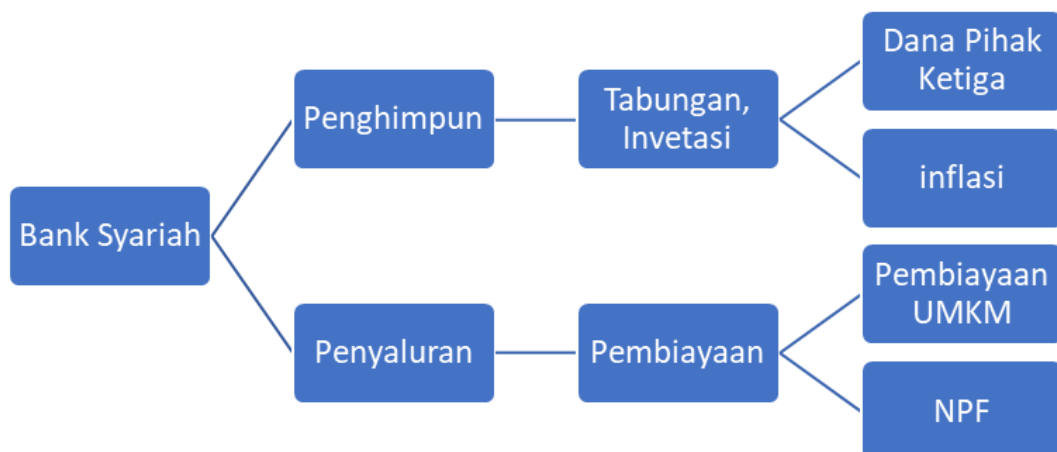 Bank Syariah
Penghimpun
Tabungan,
Invetasi
Dana Pihak
Ketiga
inflasi
Penyaluran
Pembiayaan
Pembiayaan
UMKM
NPF